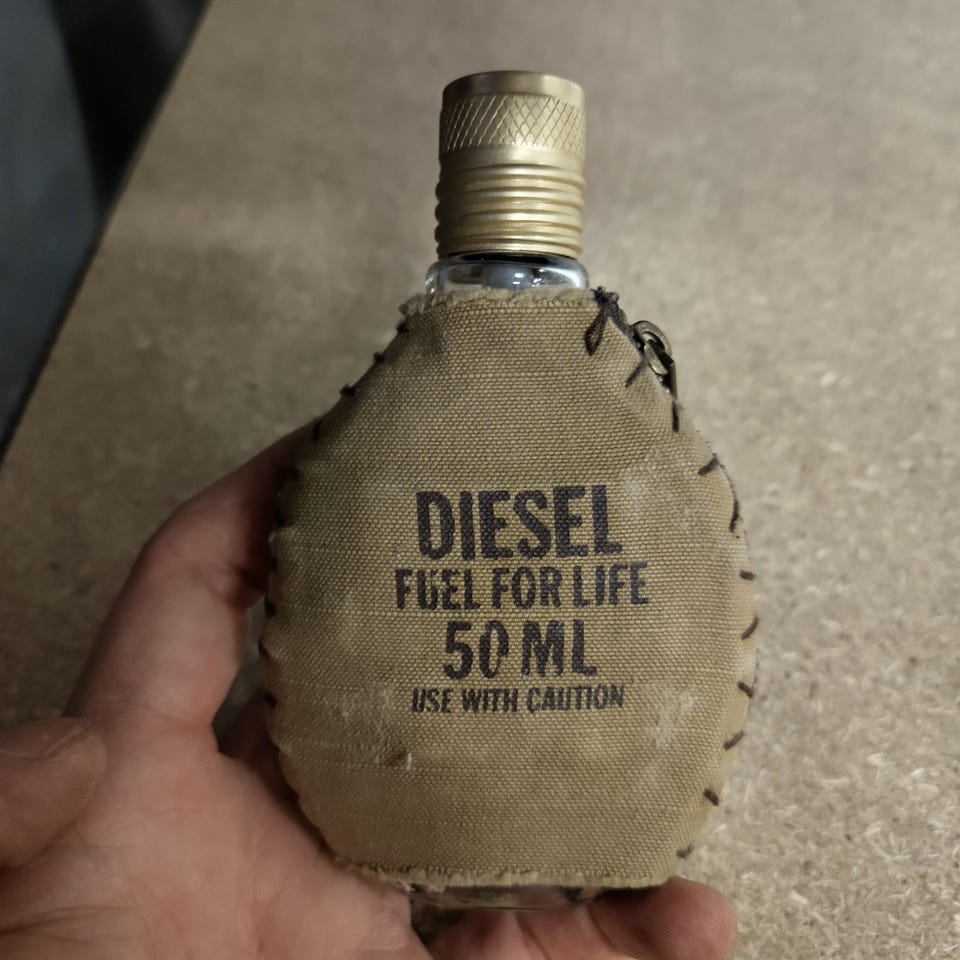 DIESEL
FUEL FOR LIFE
50 ML
USE WITH CAUTION